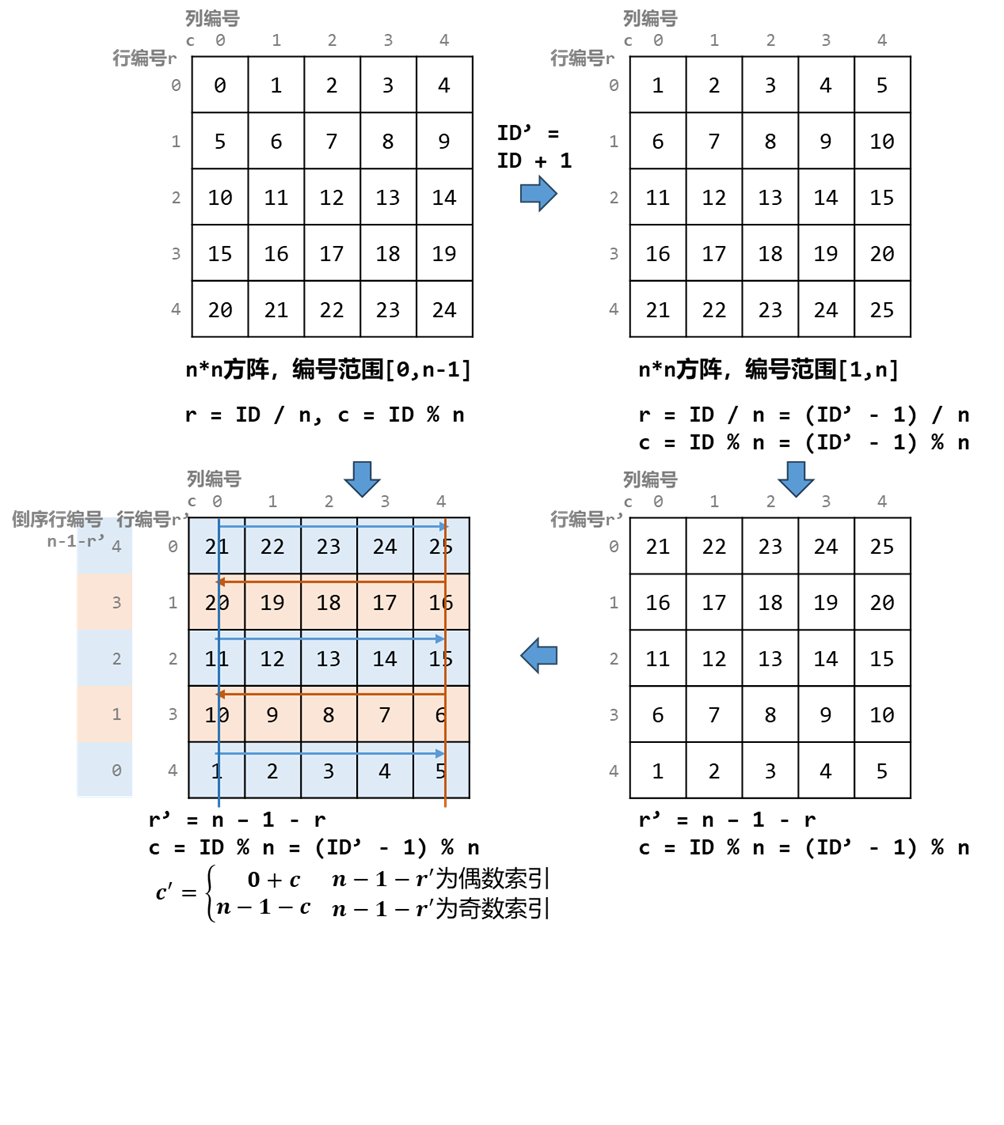 列编号
c 0 1 2 3 4
行编号r
0 0 1 2 3 4
1 5 6 7 8 9
2 10 11 12 13 14
3 15 16 17 18 19
4 20 21 22 23 24
n*n方阵, 编号范围[0,n-1]
r = ID / n, c = ID % n
ID’ =
ID + 1
列编号
c 0 1 2 3 4
行编号r
0 1 2 3 4 5
1 6 7 8 9 10
2 11 12 13 14 15
3 16 17 18 19 20
4 21 22 23 24 25
n*n方阵, 编号范围[1,n]
r = ID / n = (ID’ - 1) / n
c = ID % n = (ID’ - 1) % n
列编号
c 0 1 2 3 4
倒序行编号 行编号r’
n-1-r’
4 0 21 22 23 24 25
3 1 20 19 18 17 16
2 2 11 12 13 14 15
1 3 10 9 8 7 6
0 4 1 2 3 4 5
r’ = n – 1 - r
c = ID % n = (ID’ - 1) % n
c′ = { 0 + c n − 1 − r′为偶数索引
n − 1 − c n − 1 − r′为奇数索引
列编号
c 0 1 2 3 4
行编号r’
0 21 22 23 24 25
1 16 17 18 19 20
2 11 12 13 14 15
3 6 7 8 9 10
4 1 2 3 4 5
r’ = n – 1 - r
c = ID % n = (ID’ - 1) % n